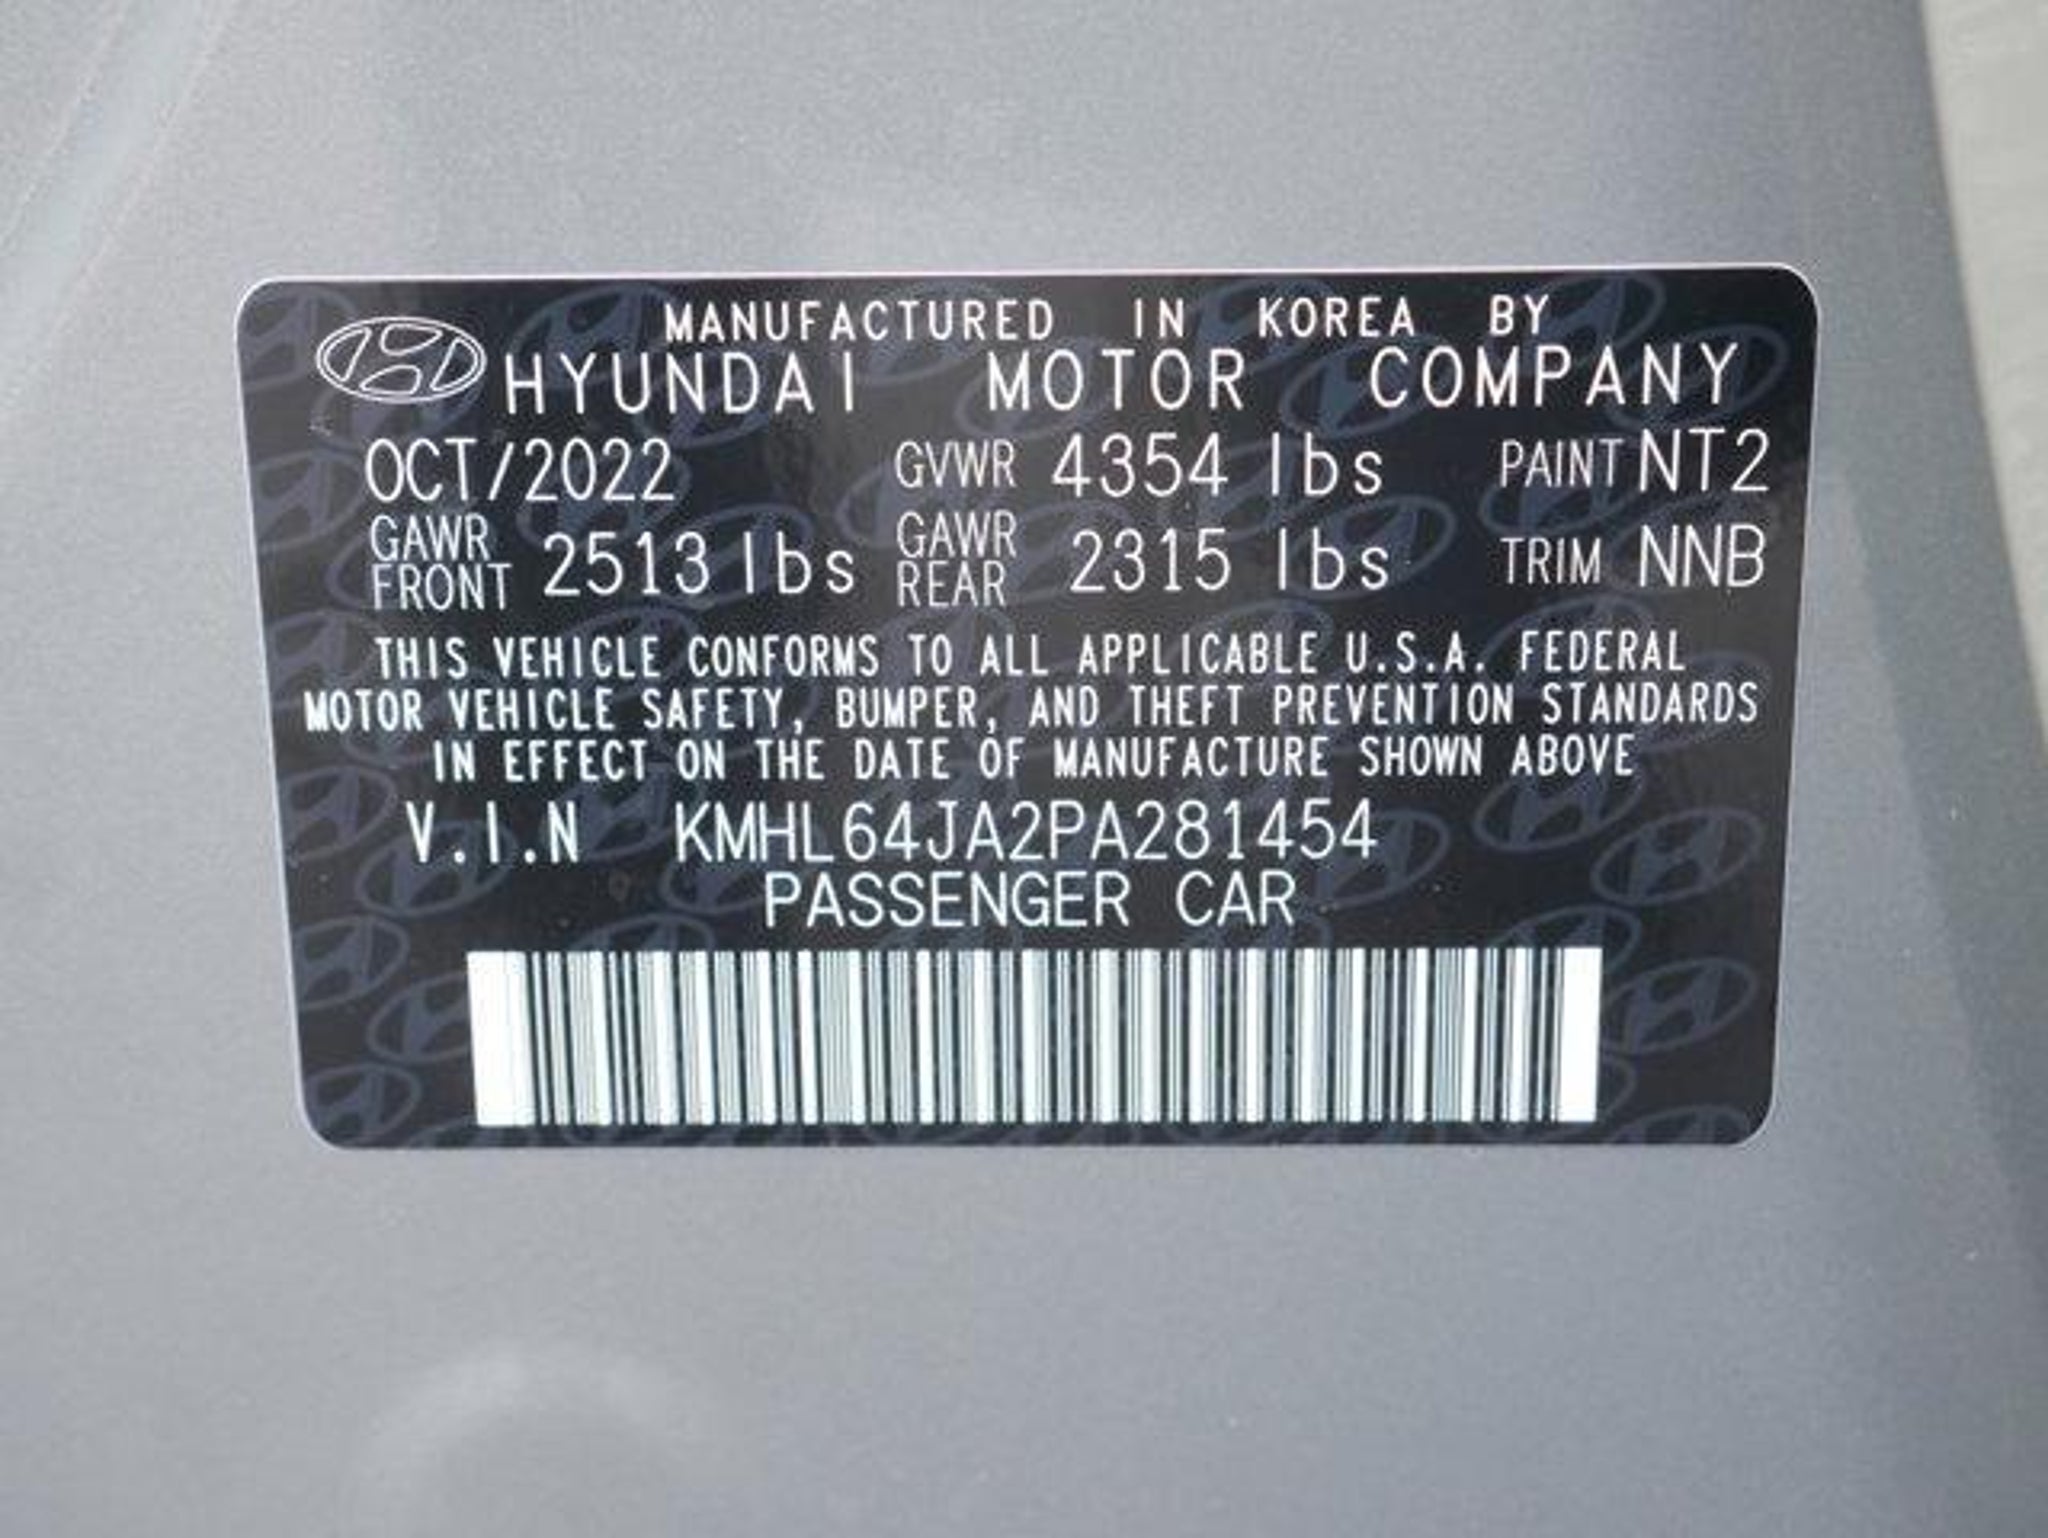 MANUFACTURED IN KOREA BY
HYUNDAI MOTOR COMPANY
OCT/2022 GVWR 4354 lbs PAINT NT2
GAWR FRONT 2513 lbs GAWR REAR 2315 lbs TRIM NNB
THIS VEHICLE CONFORMS TO ALL APPLICABLE U.S.A. FEDERAL
MOTOR VEHICLE SAFETY, BUMPER, AND THEFT PREVENTION STANDARDS
IN EFFECT ON THE DATE OF MANUFACTURE SHOWN ABOVE
V.I.N KMHL64JA2PA281454
PASSENGER CAR